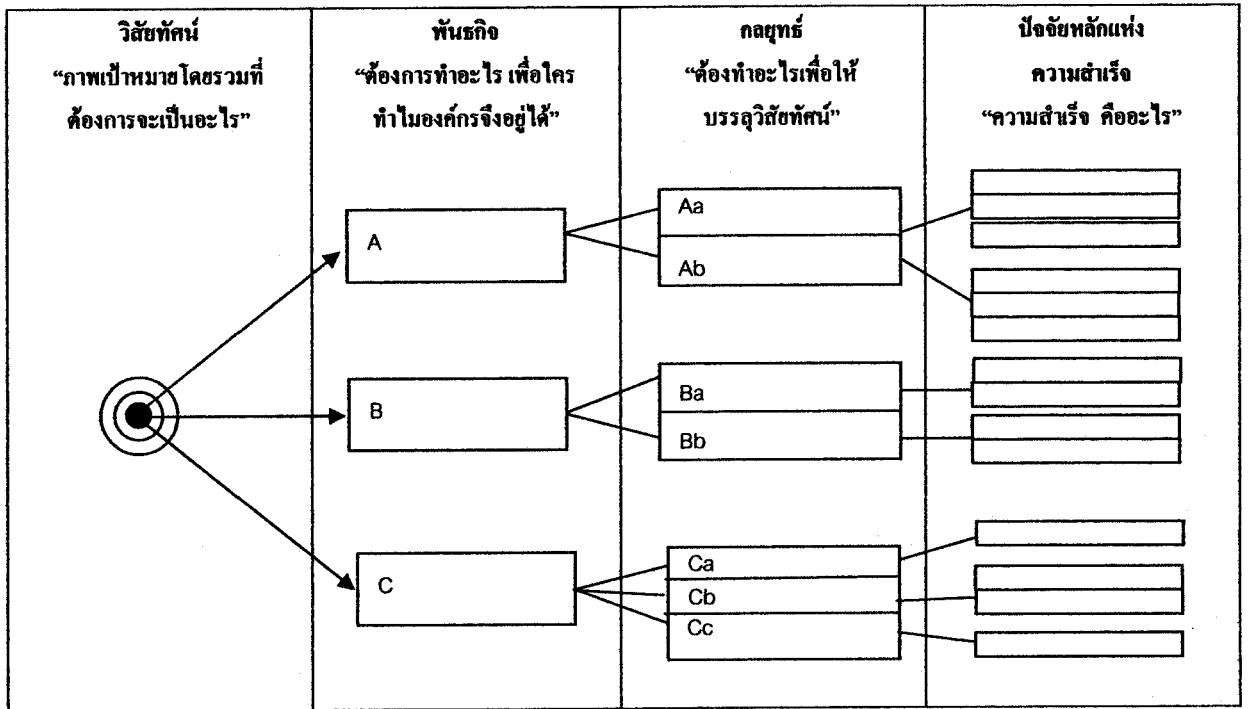 วิสัยทัศน์
“ภาพเป้าหมายโดยรวมที่
ต้องการจะเป็นอะไร”
พันธกิจ
“ต้องการทำอะไร เพื่อใคร
ทำไมองค์กรจึงอยู่ได้”
กลยุทธ์
“ต้องทำอะไรเพื่อให้
บรรลุวิสัยทัศน์”
ปัจจัยหลักแห่ง
ความสำเร็จ
“ความสำเร็จ คืออะไร”
A
Aa
Ab
B
Ba
Bb
C
Ca
Cb
Cc